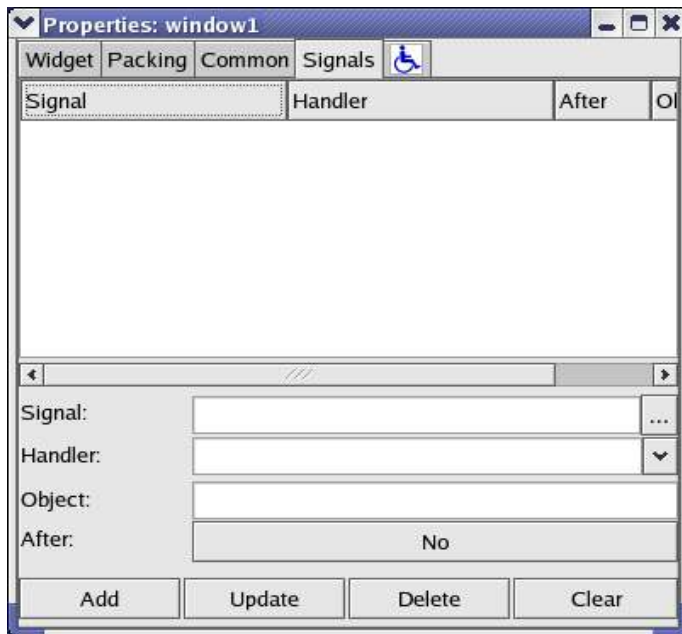 Properties: window1
Widget Packing Common Signals
Signal Handler After
Signal:
...
Handler:
Object:
After: No
Add Update Delete Clear